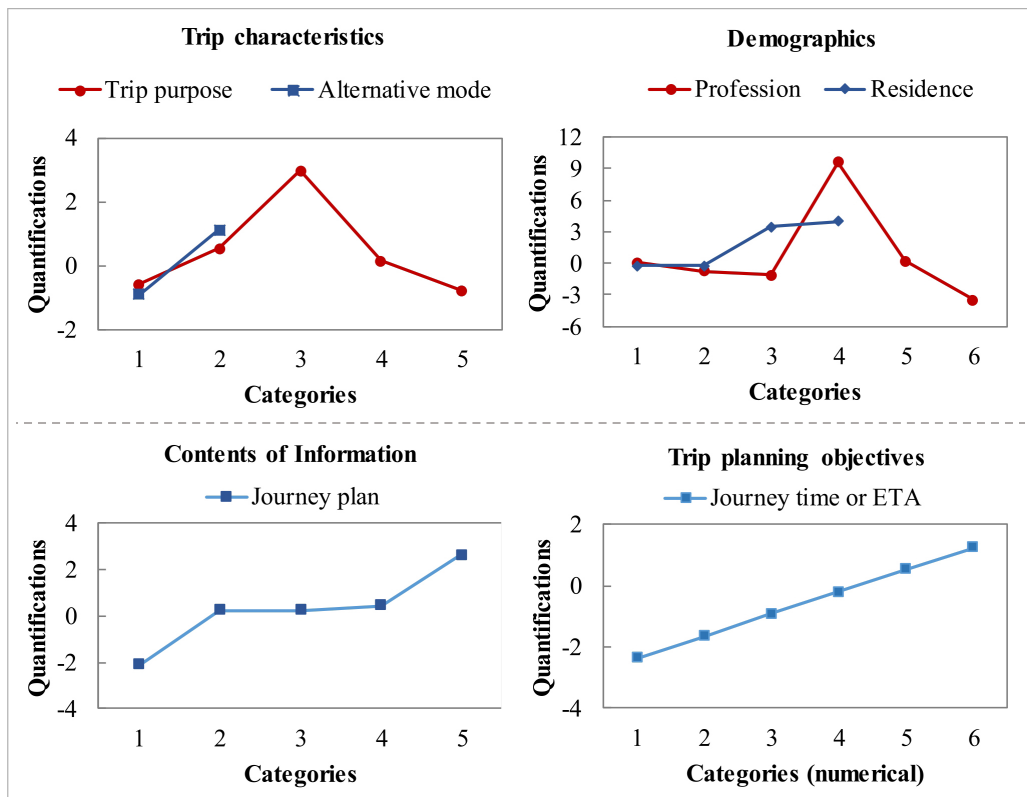 Trip characteristics
Trip purpose Alternative mode
Quantifications
4
2
0
-2
1 2 3 4 5
Categories
Demographics
Profession Residence
Quantifications
12
9
6
3
0
-3
-6
1 2 3 4 5 6
Categories
Contents of Information
Journey plan
Quantifications
4
2
0
-2
-4
1 2 3 4 5
Categories
Trip planning objectives
Journey time or ETA
Quantifications
2
0
-2
-4
1 2 3 4 5 6
Categories (numerical)